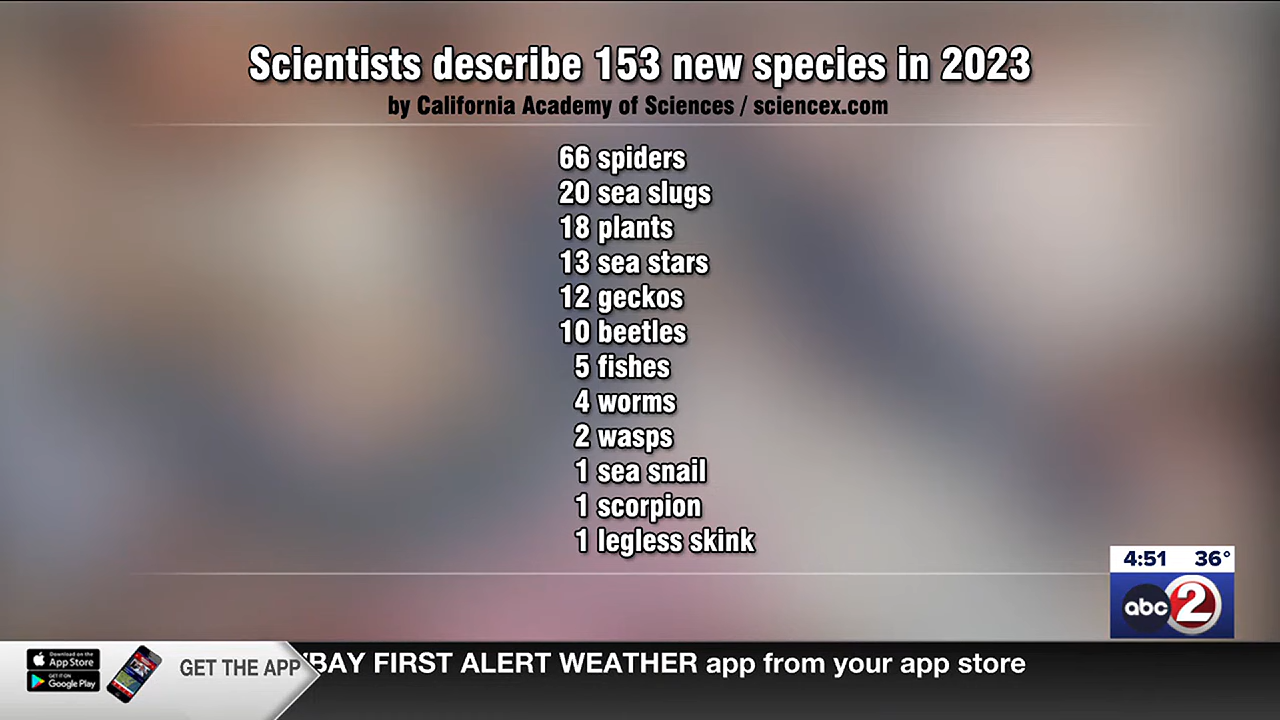 Scientists describe 153 new species in 2023
by California Academy of Sciences / sciencex.com
66 spiders
20 sea slugs
18 plants
13 sea stars
12 geckos
10 beetles
5 fishes
4 worms
2 wasps
1 sea snail
1 scorpion
1 legless skink
4:51 36°
abc 2
Download on the
App Store
GET IT ON
Google Play
GET THE APP
BAY FIRST ALERT WEATHER app from your app store